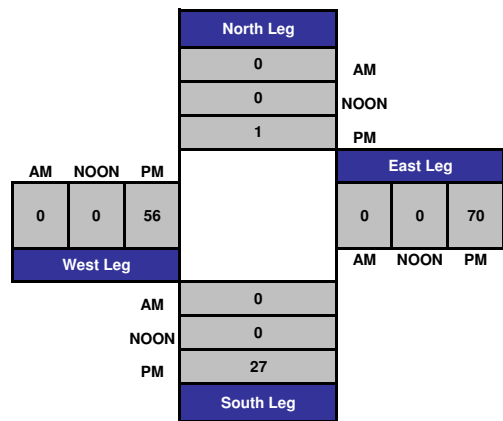 North Leg
0 AM
0 NOON
1 PM
AM NOON PM
East Leg
0 0 56
0 0 70
West Leg
AM NOON PM
AM 0
NOON 0
PM 27
South Leg